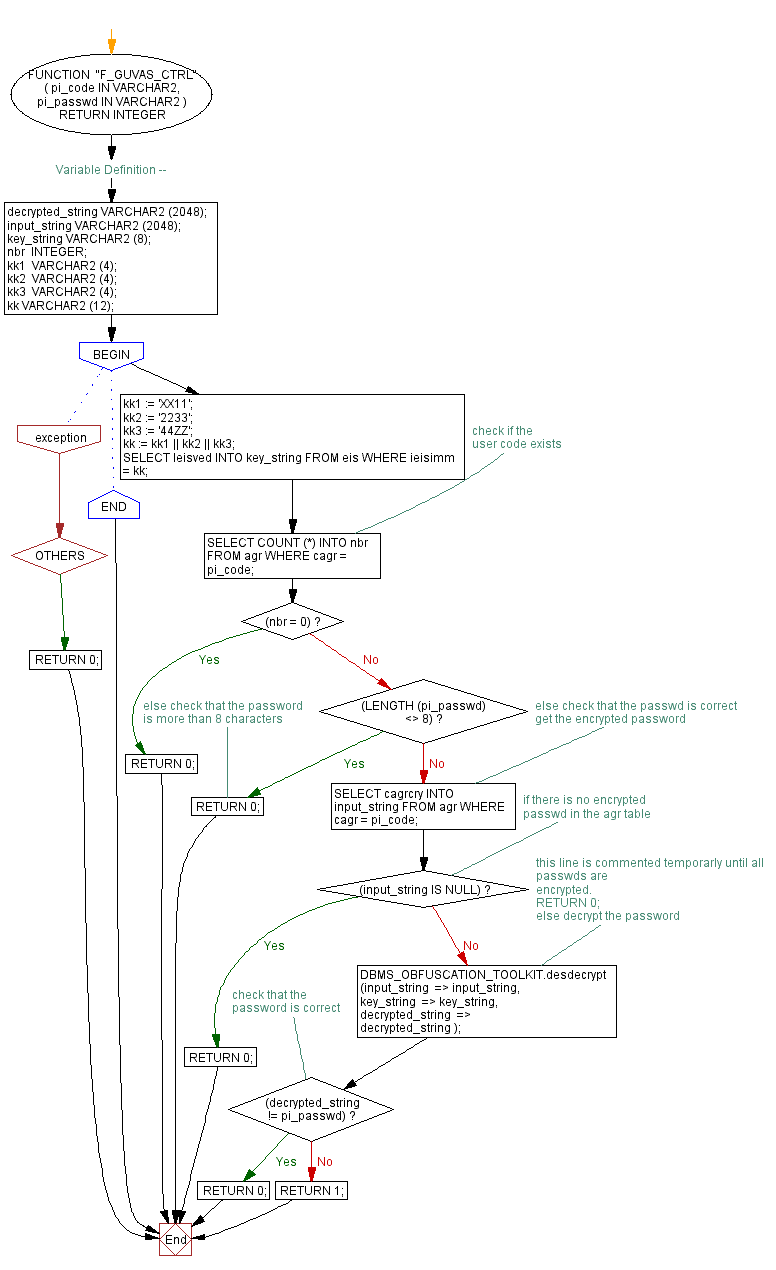 FUNCTION "F_GUVAS_CTRL"
( pi_code IN VARCHAR2,
pi_passwd IN VARCHAR2 )
RETURN INTEGER
Variable Definition --
decrypted_string VARCHAR2 (2048);
input_string VARCHAR2 (2048);
key_string VARCHAR2 (8);
nbr INTEGER;
kk1 VARCHAR2 (4);
kk2 VARCHAR2 (4);
kk3 VARCHAR2 (4);
kk VARCHAR2 (12);
BEGIN
kk1 := 'XX11';
kk2 := '2233';
kk3 := '44ZZ';
kk := kk1 || kk2 || kk3;
SELECT leisved INTO key_string FROM eis WHERE ieisimm
= kk;
check if the
user code exists
exception
END
SELECT COUNT (*) INTO nbr
FROM agr WHERE cagr =
pi_code;
OTHERS
(nbr = 0) ?
RETURN 0;
Yes
No
else check that the password
is more than 8 characters
(LENGTH (pi_passwd)
<> 8) ?
else check that the passwd is correct
get the encrypted password
RETURN 0;
Yes
No
RETURN 0;
SELECT cagrcry INTO
input_string FROM agr WHERE
cagr = pi_code;
if there is no encrypted
passwd in the agr table
(input_string IS NULL) ?
this line is commented temporarly until all
passwds are
encrypted.
RETURN 0;
else decrypt the password
Yes
No
DBMS_OBFUSCATION_TOOLKIT.desdecrypt
(input_string => input_string,
key_string => key_string,
decrypted_string =>
decrypted_string );
check that the
password is correct
RETURN 0;
(decrypted_string
!= pi_passwd) ?
Yes
No
RETURN 0;
RETURN 1;
End